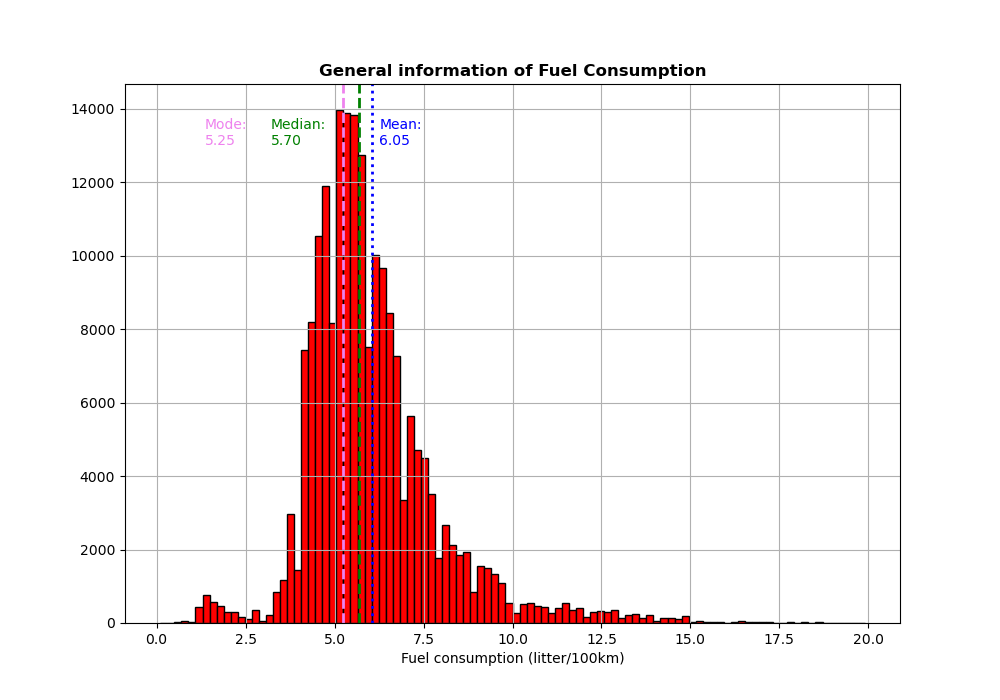 General information of Fuel Consumption
14000
12000
10000
8000
6000
4000
2000
0
Mode:
5.25
Median:
5.70
Mean:
6.05
0.0 2.5 5.0 7.5 10.0 12.5 15.0 17.5 20.0
Fuel consumption (litter/100km)